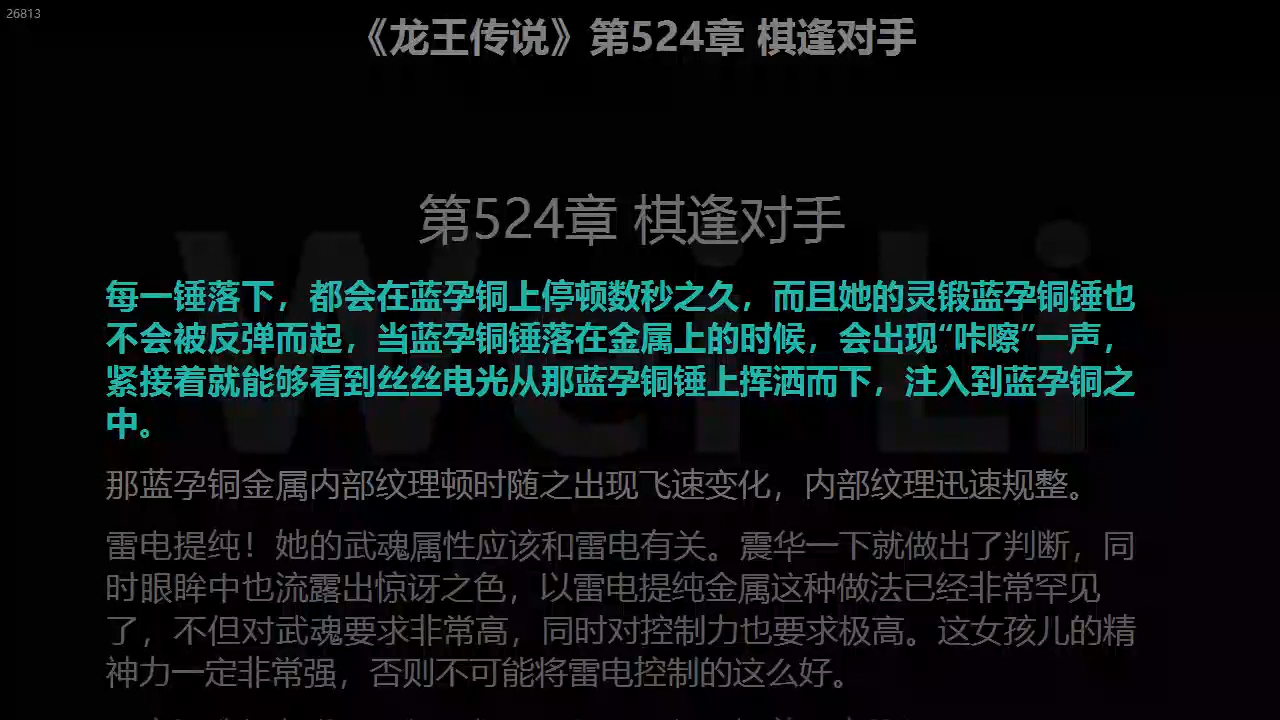 26813
《龙王传说》第524章 棋逢对手
第524章 棋逢对手
每一锤落下，都会在蓝孕铜上停顿数秒之久，而且她的灵锻蓝孕铜锤也
不会被反弹而起，当蓝孕铜锤落在金属上的时候，会出现“咔嚓”一声，
紧接着就能够看到丝丝电光从那蓝孕铜锤上挥洒而下，注入到蓝孕铜之
中。
那蓝孕铜金属内部纹理顿时随之出现飞速变化，内部纹理迅速规整。
雷电提纯！她的武魂属性应该和雷电有关。震华一下就做出了判断，同
时眼眸中也流露出惊讶之色，以雷电提纯金属这种做法已经非常罕见
了，不但对武魂要求非常高，同时对控制力也要求极高。这女孩儿的精
神力一定非常强，否则不可能将雷电控制的这么好。
Wei Li